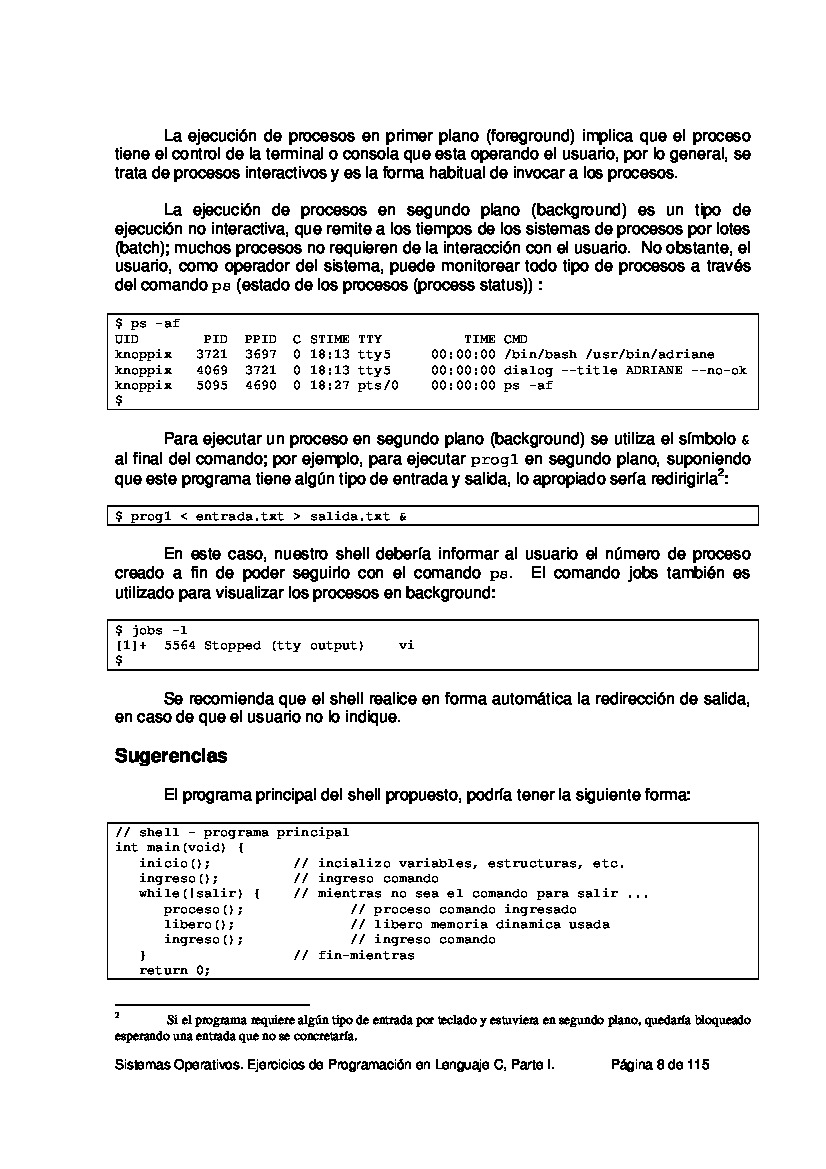 La ejecución de procesos en primer plano (foreground) implica que el proceso
tiene el control de la terminal o consola que esta operando el usuario, por lo general, se
trata de procesos interactivos y es la forma habitual de invocar a los procesos.
La ejecución de procesos en segundo plano (background) es un tipo de
ejecución no interactiva, que remite a los tiempos de los sistemas de procesos por lotes
(batch); muchos procesos no requieren de la interacción con el usuario. No obstante, el
usuario, como operador del sistema, puede monitorear todo tipo de procesos a través
del comando ps (estado de los procesos (process status)) :
$ ps -af
UID PID PPID C STIME TTY TIME CMD
knoppix 3721 3697 0 18:13 tty5 00:00:00 /bin/bash /usr/bin/adriane
knoppix 4069 3721 0 18:13 tty5 00:00:00 dialog --title ADRIANE --no-ok
knoppix 5095 4690 0 18:27 pts/0 00:00:00 ps -af
$
Para ejecutar un proceso en segundo plano (background) se utiliza el símbolo &
al final del comando; por ejemplo, para ejecutar prog1 en segundo plano, suponiendo
que este programa tiene algún tipo de entrada y salida, lo apropiado sería redirigirla2:
$ prog1 < entrada.txt > salida.txt &
En este caso, nuestro shell debería informar al usuario el número de proceso
creado a fin de poder seguirlo con el comando ps. El comando jobs también es
utilizado para visualizar los procesos en background:
$ jobs -l
[1]+ 5564 Stopped (tty output) vi
$
Se recomienda que el shell realice en forma automática la redirección de salida,
en caso de que el usuario no lo indique.
Sugerencias
El programa principal del shell propuesto, podría tener la siguiente forma:
// shell - programa principal
int main(void) {
inicio(); // incializo variables, estructuras, etc.
ingreso(); // ingreso comando
while(!salir) { // mientras no sea el comando para salir ...
proceso(); // proceso comando ingresado
libero(); // libero memoria dinamica usada
ingreso(); // ingreso comando
} // fin-mientras
return 0;
2 Si el programa requiere algún tipo de entrada por teclado y estuviera en segundo plano, quedaría bloqueado
esperando una entrada que no se concretaría.
Sistemas Operativos. Ejercicios de Programación en Lenguaje C, Parte I. Página 8 de 115